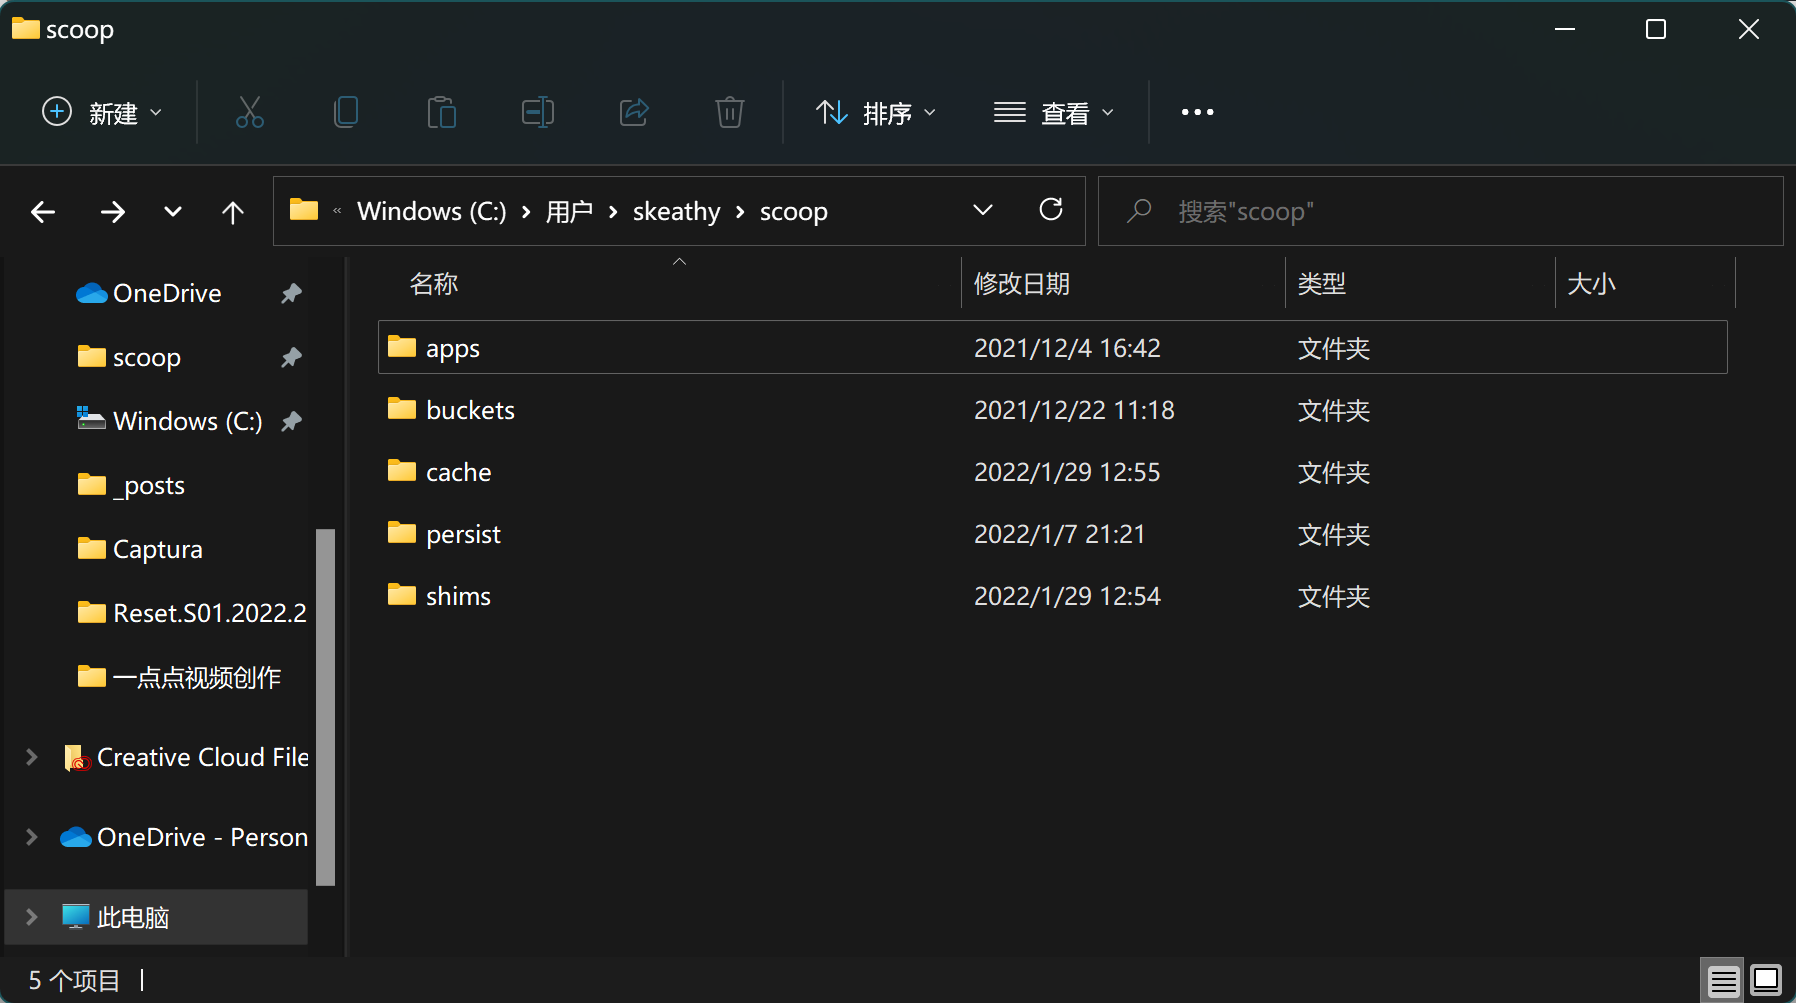 scoop
新建
排序
查看
« Windows (C:) › 用户 › skeathy › scoop
搜索"scoop"
OneDrive
scoop
Windows (C:)
_posts
Captura
Reset.S01.2022.2
一点点视频创作
Creative Cloud File
OneDrive - Person
此电脑
名称 修改日期 类型 大小
apps 2021/12/4 16:42 文件夹
buckets 2021/12/22 11:18 文件夹
cache 2022/1/29 12:55 文件夹
persist 2022/1/7 21:21 文件夹
shims 2022/1/29 12:54 文件夹
5 个项目